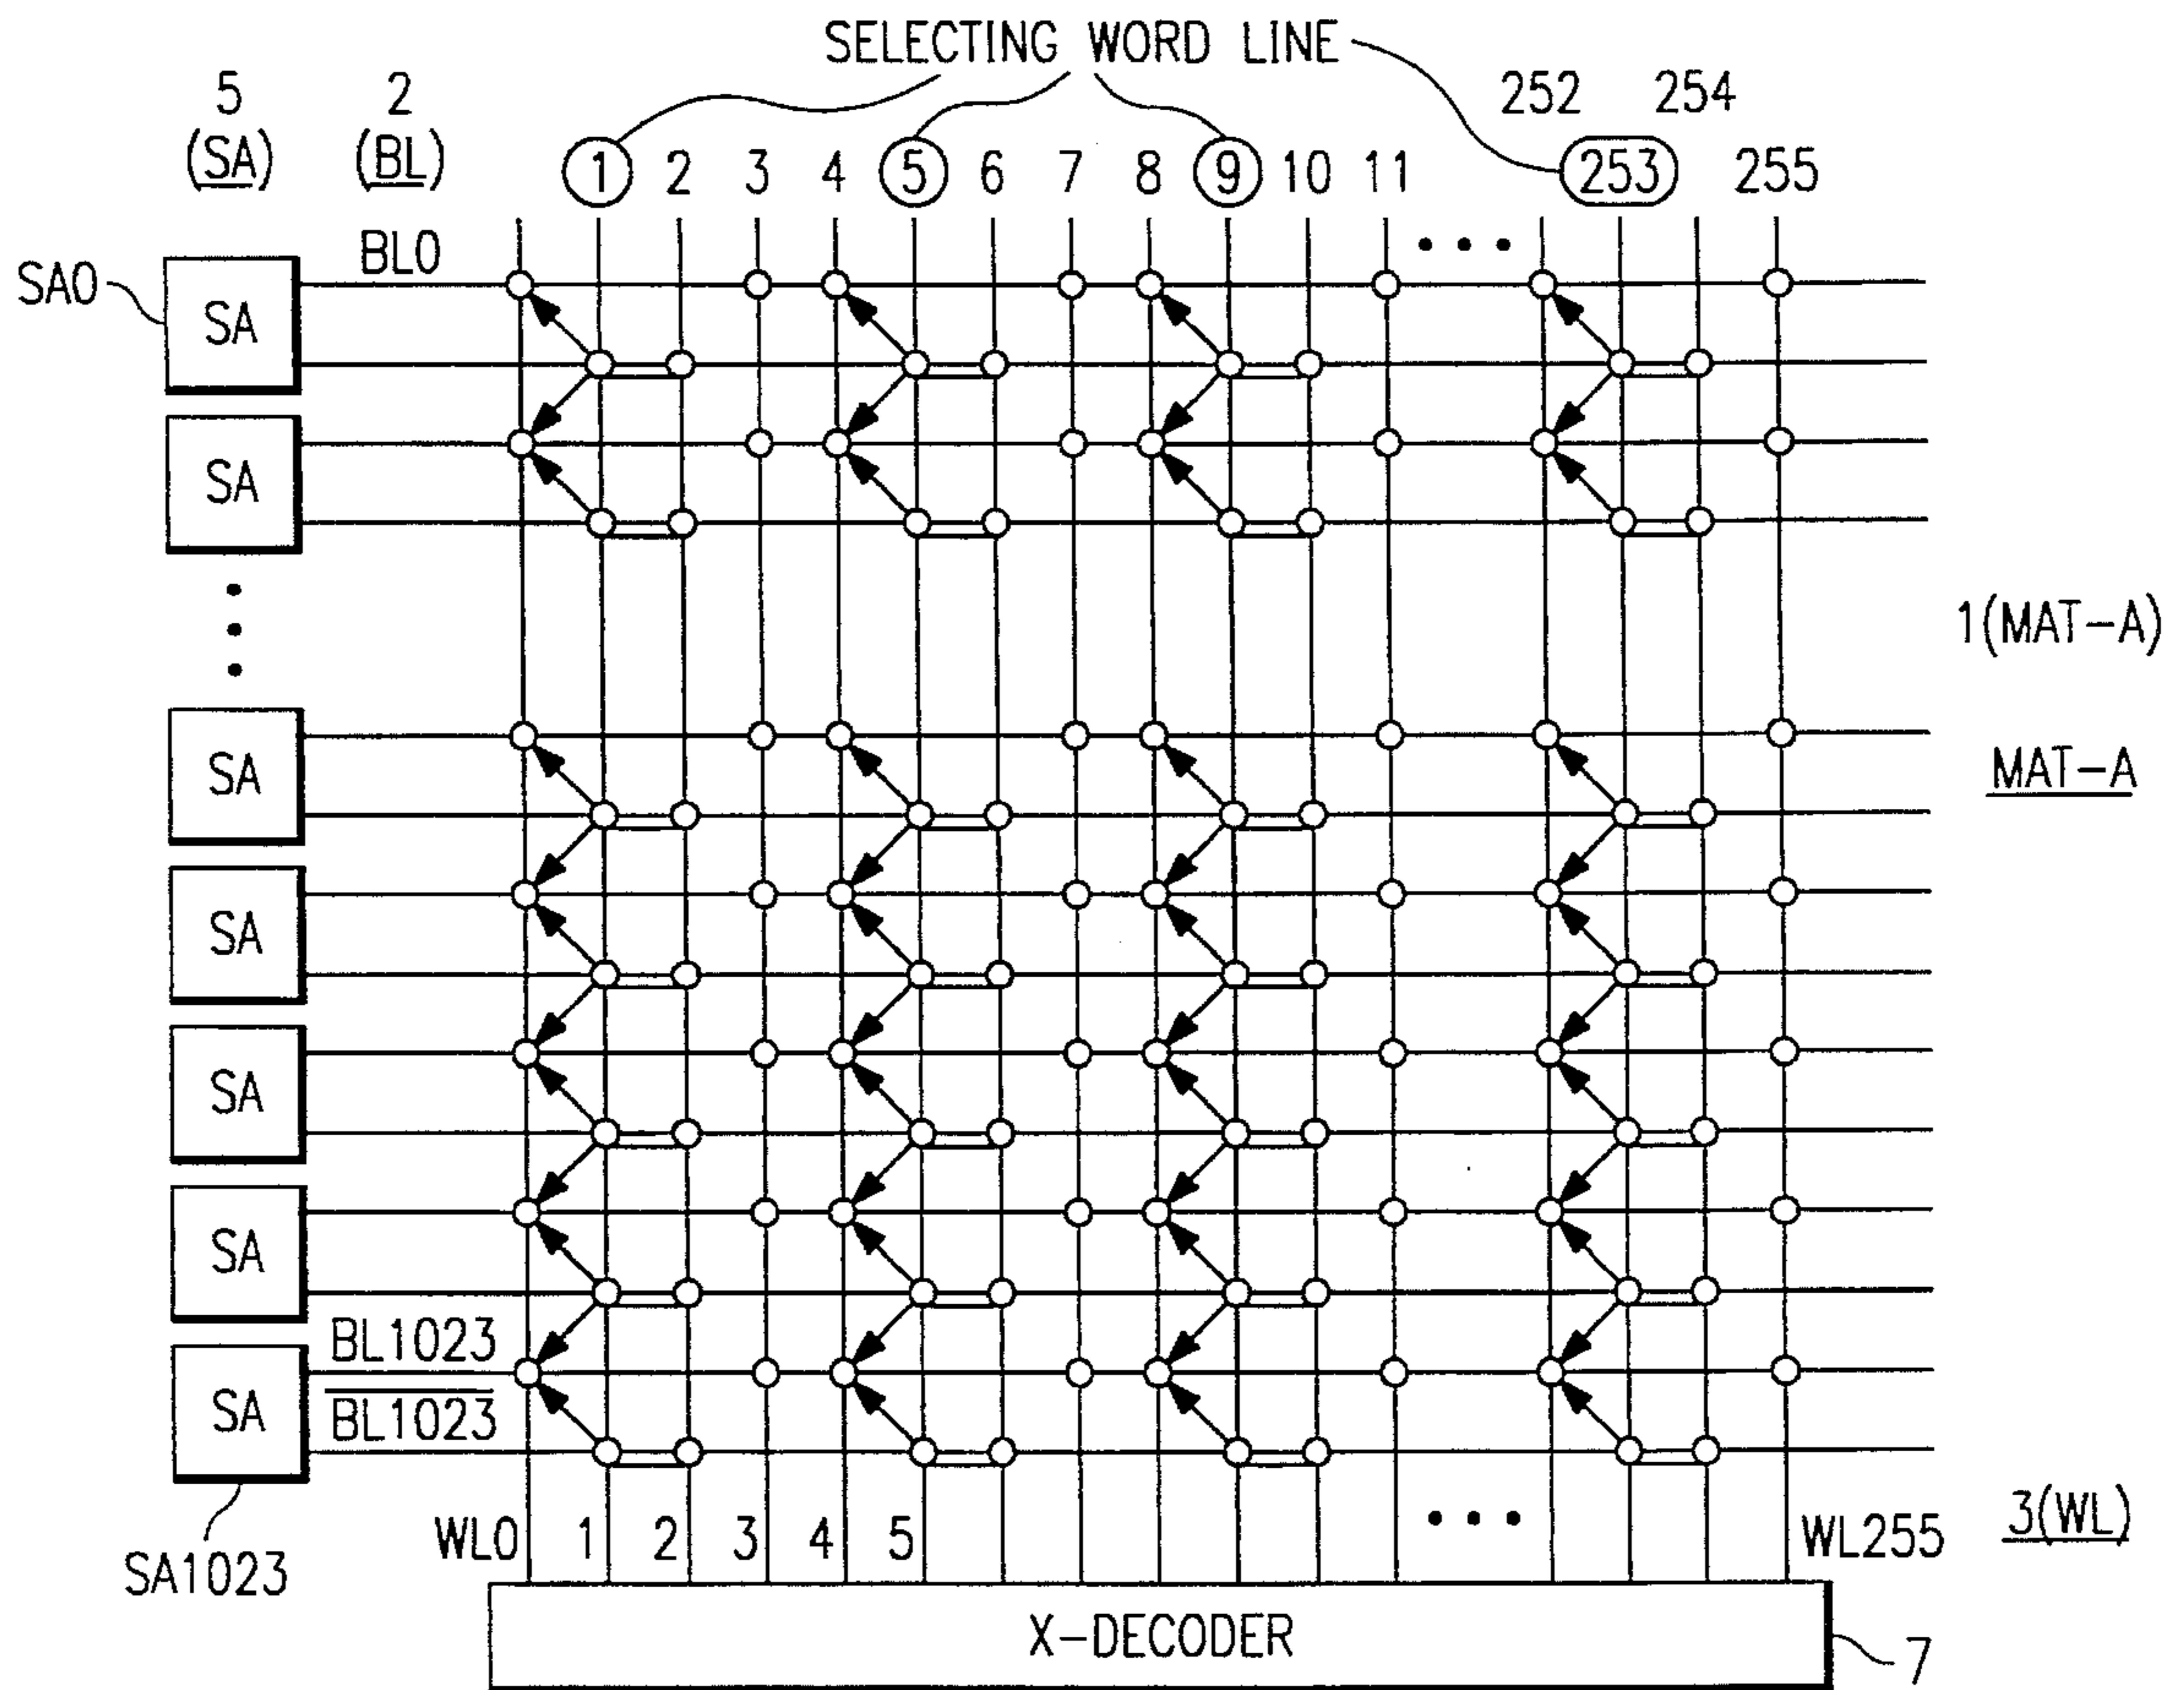 SELECTING WORD LINE
5 2 252 254
(SA) (BL) 1 2 3 4 5 6 7 8 9 10 11 253 255
BL0
SA0
SA
SA
1(MAT-A)
SA
MAT-A
SA
SA
SA
BL1023
SA
BL1023
WL0 1 2 3 4 5 WL255 3(WL)
SA1023
X-DECODER
7